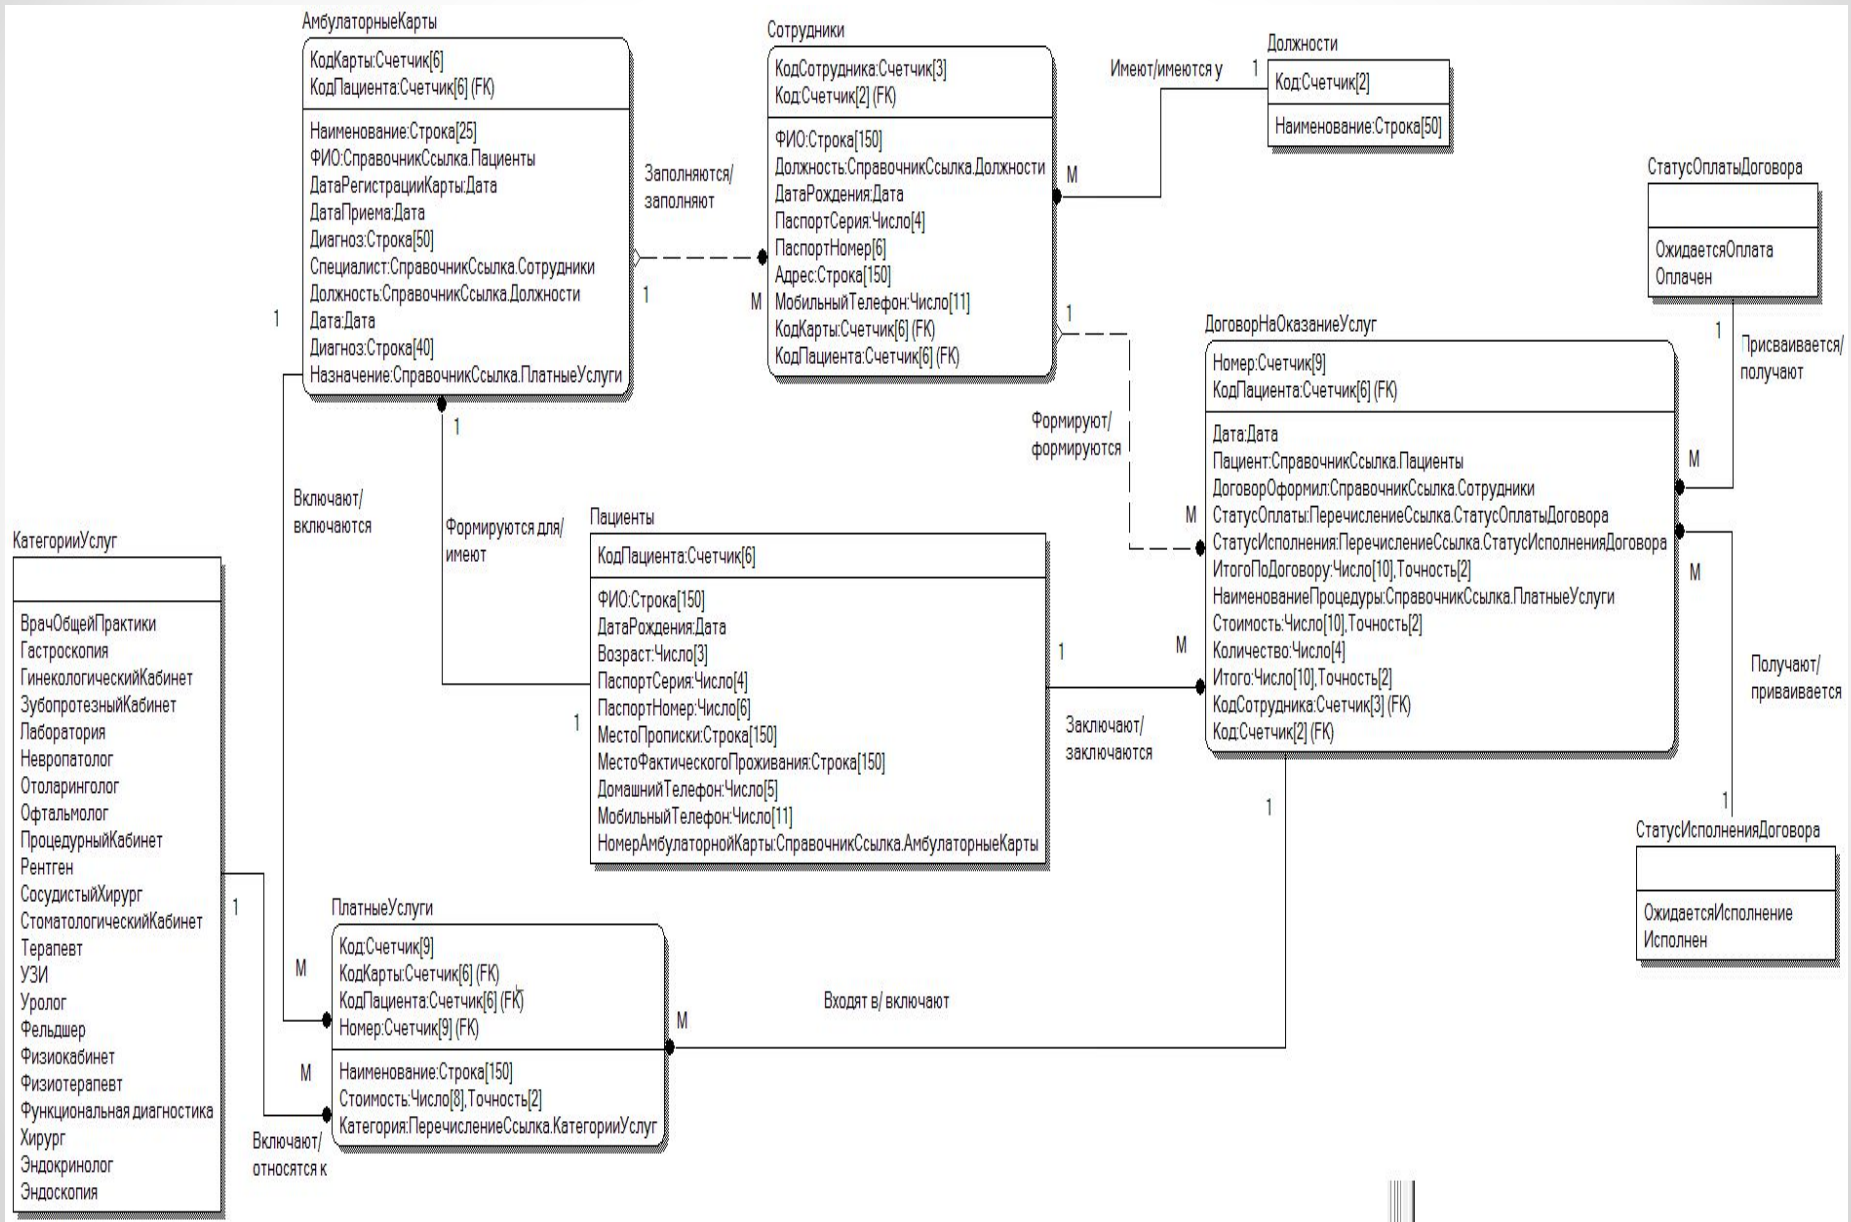 АмбулаторныеКарты
КодКарты:Счетчик[6]
КодПациента:Счетчик[6] (FK)
Наименование:Строка[25]
ФИО:СправочникСсылка.Пациенты
ДатаРегистрацииКарты:Дата
ДатаПриема:Дата
Диагноз:Строка[50]
Специалист:СправочникСсылка.Сотрудники
Должность:СправочникСсылка.Должности
Дата:Дата
Диагноз:Строка[40]
Назначение:СправочникСсылка.ПлатныеУслуги
Заполняются/
заполняют
1
М
Сотрудники
КодСотрудника:Счетчик[3]
Код:Счетчик[2] (FK)
ФИО:Строка[150]
Должность:СправочникСсылка.Должности
ДатаРождения:Дата
ПаспортСерия:Число[4]
ПаспортНомер[6]
Адрес:Строка[150]
МобильныйТелефон:Число[11]
КодКарты:Счетчик[6] (FK)
КодПациента:Счетчик[6] (FK)
Имеют/имеются у
1
М
Должности
Код:Счетчик[2]
Наименование:Строка[50]
СтатусОплатыДоговора
ОжидаетсяОплата
Оплачен
1
Присваивается/
получают
М
1
Формируют/
формируются
М
ДоговорНаОказаниеУслуг
Номер:Счетчик[9]
КодПациента:Счетчик[6] (FK)
Дата:Дата
Пациент:СправочникСсылка.Пациенты
ДоговорОформил:СправочникСсылка.Сотрудники
СтатусОплаты:ПеречислениеСсылка.СтатусОплатыДоговора
СтатусИсполнения:ПеречислениеСсылка.СтатусИсполненияДоговора
ИтогоПоДоговору:Число[10],Точность[2]
НаименованиеПроцедуры:СправочникСсылка.ПлатныеУслуги
Стоимость:Число[10],Точность[2]
Количество:Число[4]
Итого:Число[10],Точность[2]
КодСотрудника:Счетчик[3] (FK)
Код:Счетчик[2] (FK)
М
Получают/
приваивается
1
СтатусИсполненияДоговора
ОжидаетсяИсполнение
Исполнен
1
Включают/
включаются
М
1
Формируются для/
имеют
1
Пациенты
КодПациента:Счетчик[6]
ФИО:Строка[150]
ДатаРождения:Дата
Возраст:Число[3]
ПаспортСерия:Число[4]
ПаспортНомер:Число[6]
МестоПрописки:Строка[150]
МестоФактическогоПроживания:Строка[150]
ДомашнийТелефон:Число[5]
МобильныйТелефон:Число[11]
НомерАмбулаторнойКарты:СправочникСсылка.АмбулаторныеКарты
1
М
Заключают/
заключаются
КатегорииУслуг
ВрачОбщейПрактики
Гастроскопия
ГинекологическийКабинет
ЗубопротезныйКабинет
Лаборатория
Невропатолог
Отоларинголог
Офтальмолог
ПроцедурныйКабинет
Рентген
СосудистыйХирург
СтоматологическийКабинет
Терапевт
УЗИ
Уролог
Фельдшер
Физиокабинет
Физиотерапевт
Функциональная диагностика
Хирург
Эндокринолог
Эндоскопия
1
М
Включают/
относятся к
ПлатныеУслуги
Код:Счетчик[9]
КодКарты:Счетчик[6] (FK)
КодПациента:Счетчик[6] (FK)
Номер:Счетчик[9] (FK)
Наименование:Строка[150]
Стоимость:Число[8],Точность[2]
Категория:ПеречислениеСсылка.КатегорииУслуг
М
Входят в/ включают
1